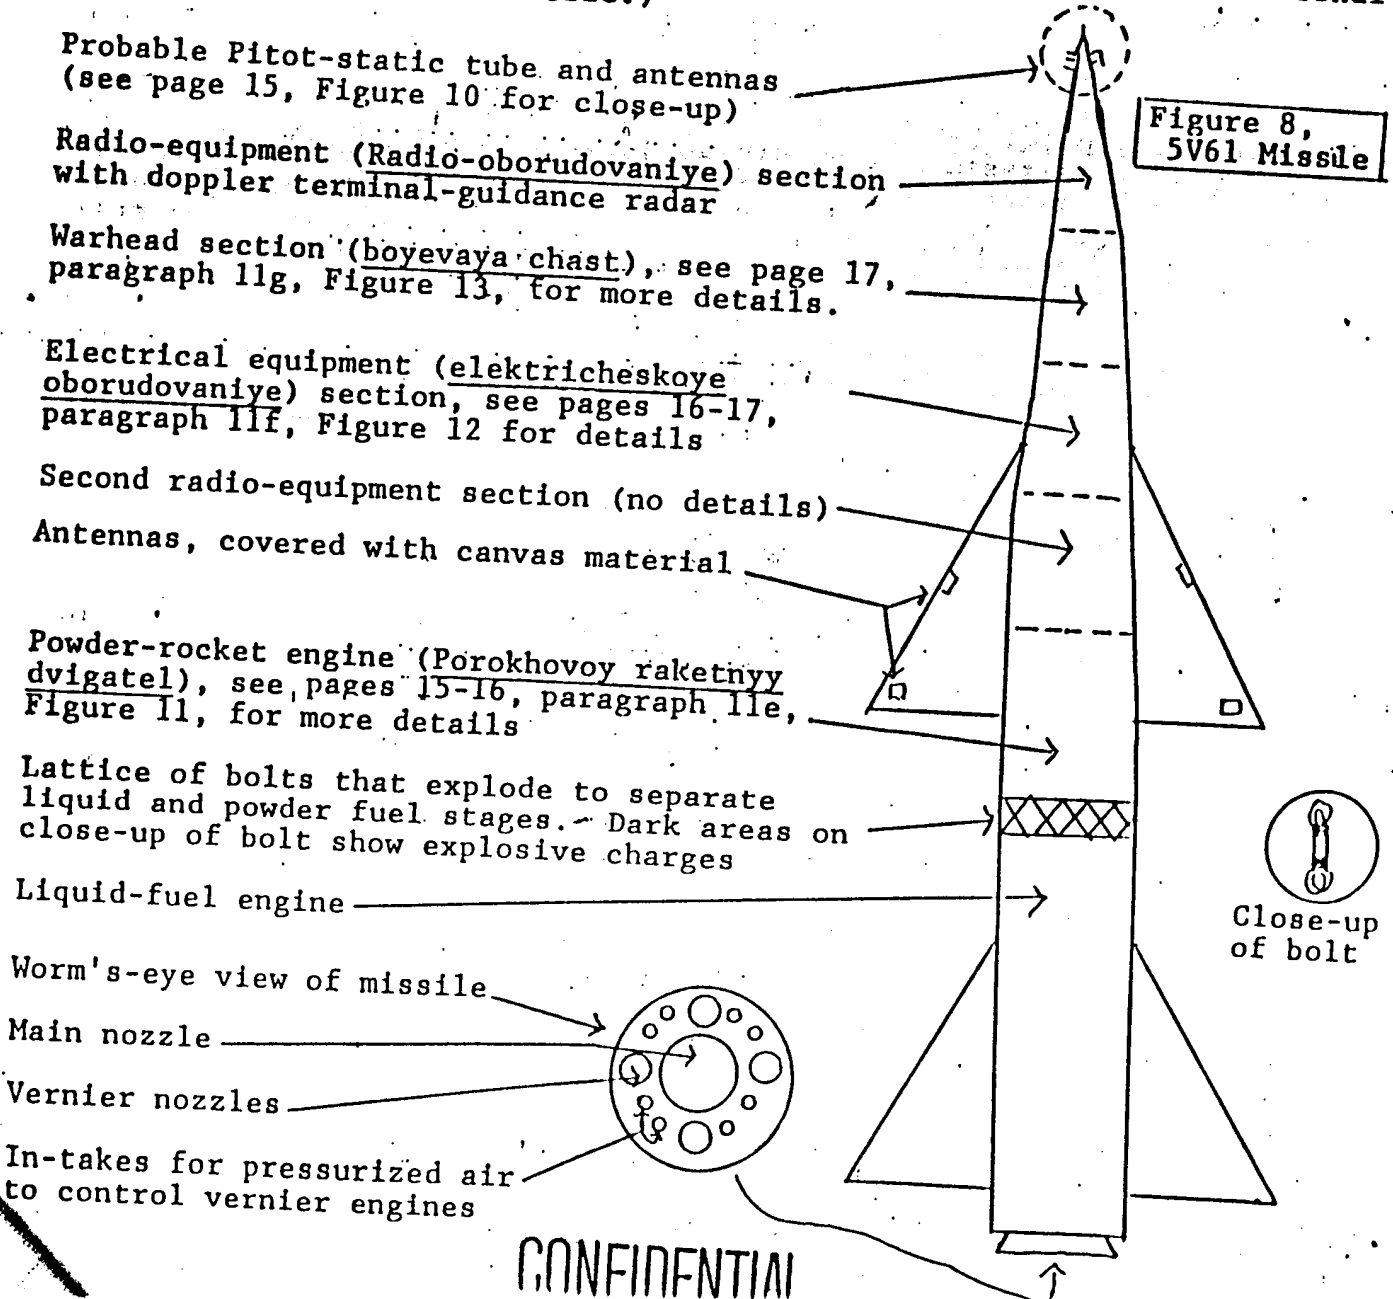 Probable Pitot-static tube and antennas
(see page 15, Figure 10 for close-up)
Figure 8,
5V61 Missile
Radio-equipment (Radio-oborudovaniye) section
with doppler terminal-guidance radar
Warhead section (boyevaya chast), see page 17,
paragraph 11g, Figure 13, for more details.
Electrical equipment (elektricheskoye
oborudovaniye) section, see pages 16-17,
paragraph 11f, Figure 12 for details
Second radio-equipment section (no details)
Antennas, covered with canvas material
Powder-rocket engine (Porokhovoy raketnyy
dvigatel), see pages 15-16, paragraph 11e,
Figure 11, for more details
Lattice of bolts that explode to separate
liquid and powder fuel stages. - Dark areas on
close-up of bolt show explosive charges
Liquid-fuel engine
Close-up
of bolt
Worm's-eye view of missile
Main nozzle
Vernier nozzles
In-takes for pressurized air
to control vernier engines
CONFIDENTIAL